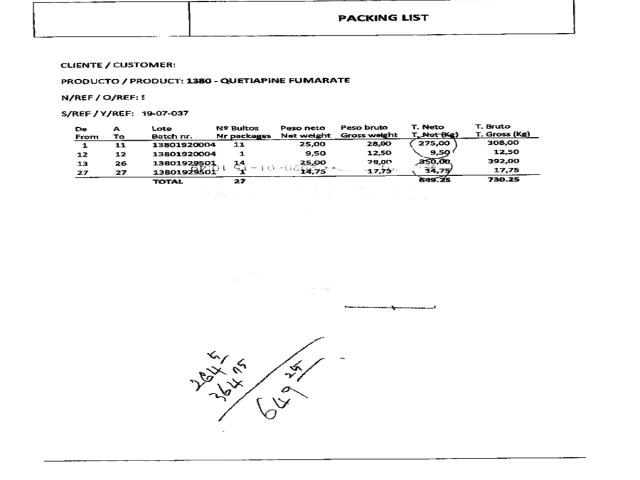 PACKING LIST
CLIENTE / CUSTOMER:
PRODUCTO / PRODUCT: 1380 - QUETIAPINE FUMARATE
N/REF / O/REF:
S/REF / Y/REF: 19-07-037
De A Lote Nº Bultos Peso neto Peso bruto T. Neto T. Bruto
From To Batch nr. Nr packages Net weight Gross weight T. Net (Kg) T. Gross (Kg)
1 11 13801920004 11 25,00 28,00 275,00 308,00
12 12 13801920004 1 9,50 12,50 9,50 12,50
13 26 13801929501 14 25,00 28,00 350,00 392,00
27 27 13801929501 1 14,75 17,75 14,75 17,75
TOTAL 27 649.25 730.25
284 5
364 75
649 25